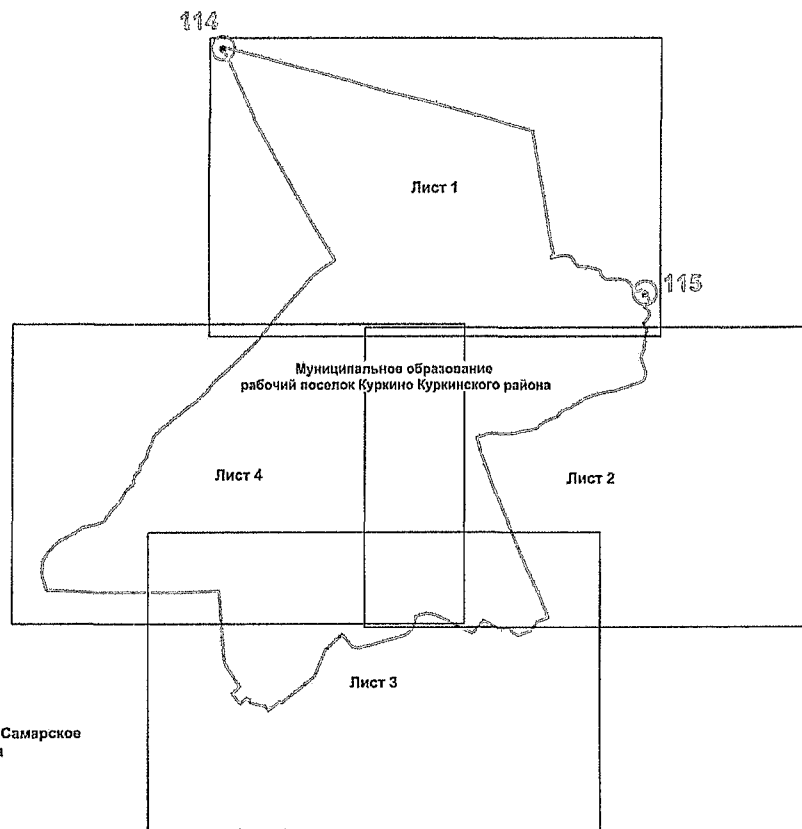 114
Лист 1
115
Муниципальное образование
рабочий поселок Куркино Куркинского района
Лист 4
Лист 2
Лист 3
Самарское